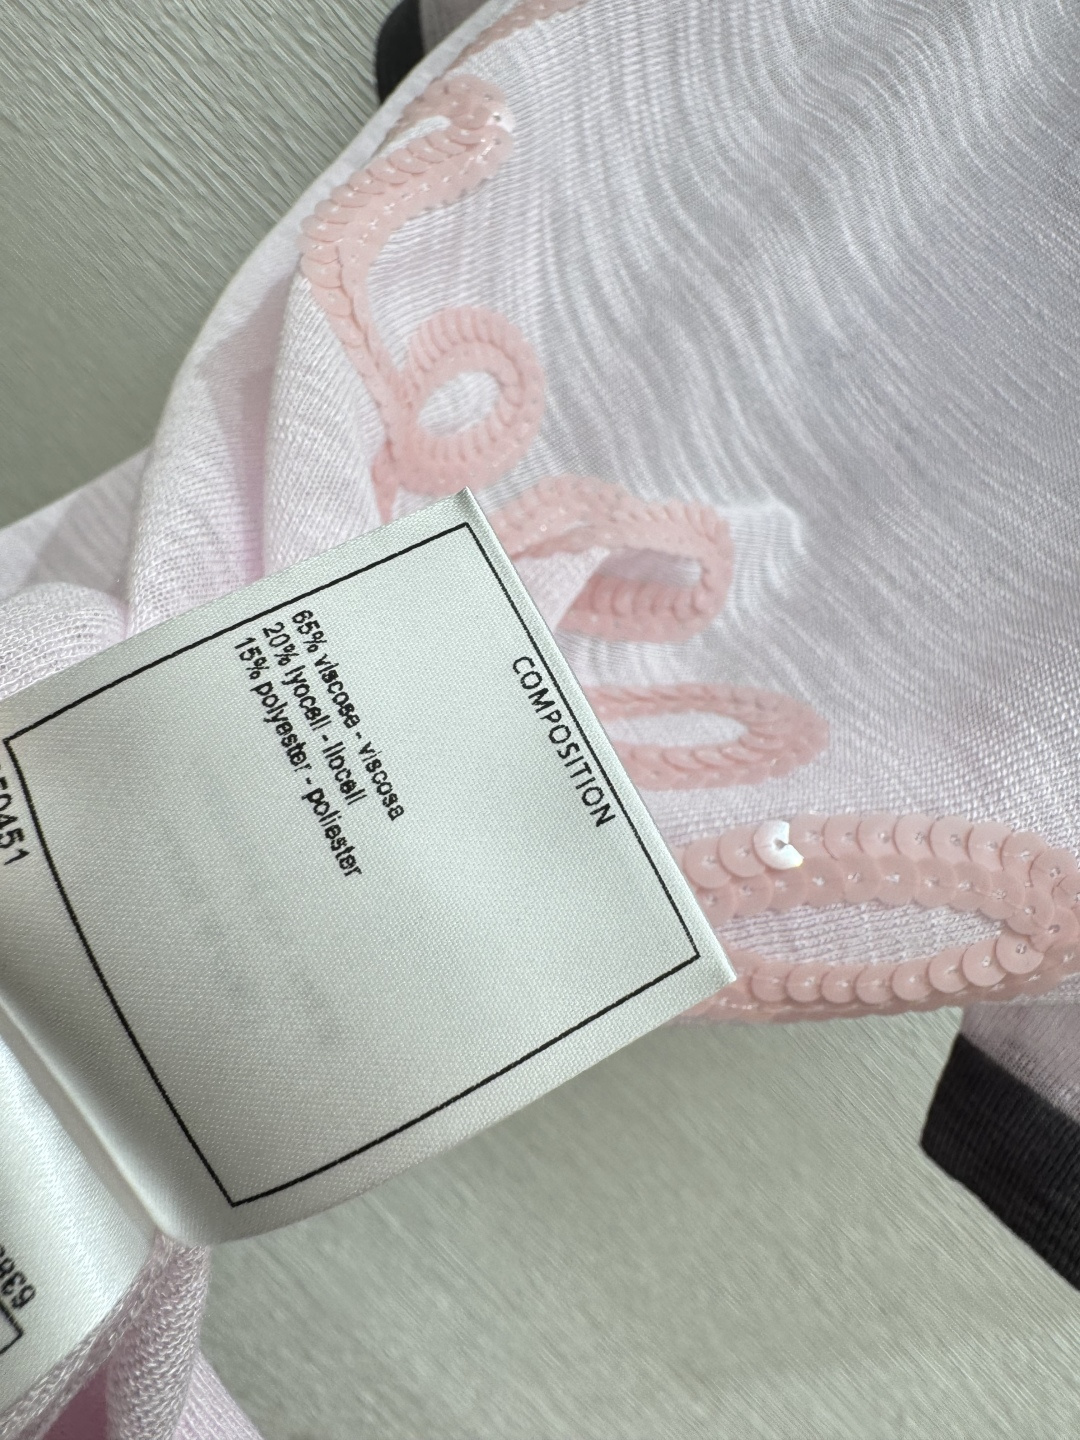 COMPOSITION
65% viscose - viscosa
20% lyocell - liocell
15% polyester - poliester